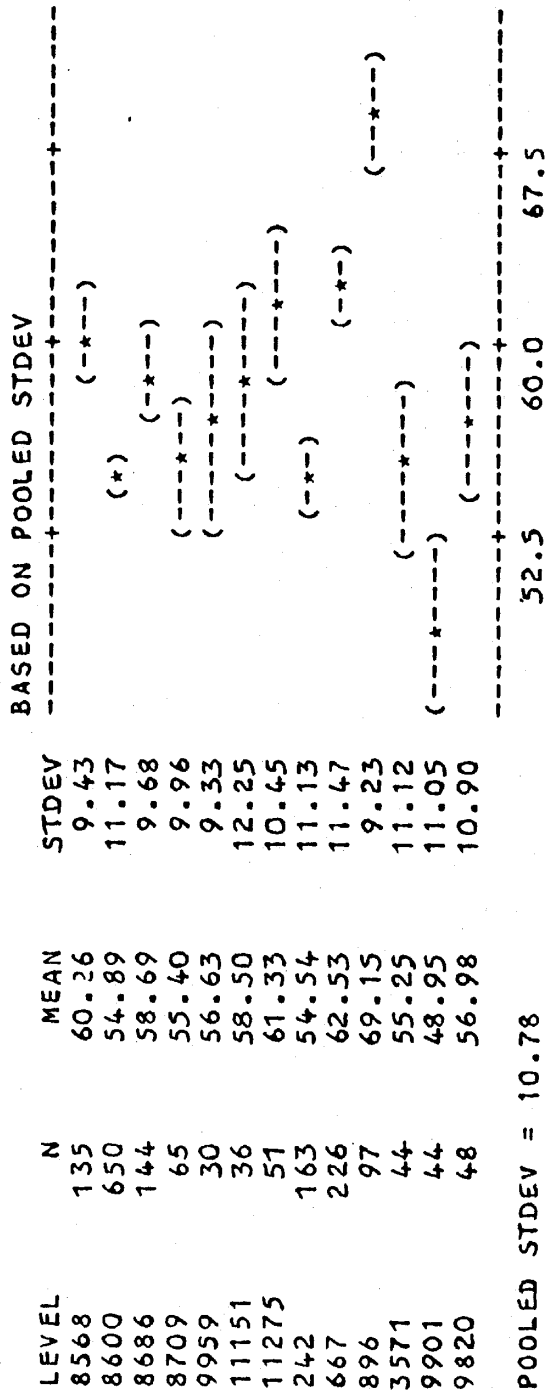 BASED ON POOLED STDEV
LEVEL N MEAN STDEV ---------+---------+---------+-------
8568 135 60.26 9.43 (-*--)
8600 650 54.89 11.17 (*)
8686 144 58.69 9.68 (-*--)
8709 65 55.40 9.96 (---*--)
9959 30 56.63 9.33 (-----*----)
11151 36 58.50 12.25 (----*----)
11275 51 61.33 10.45 (---*---)
242 163 54.54 11.13 (--*-)
667 226 62.53 11.47 (-*-)
896 97 69.15 9.23 (--*--)
3571 44 55.25 11.12 (----*---)
9901 44 48.95 11.05 (---*----)
9820 48 56.98 10.90 (---*---)
---------+---------+---------+-------
POOLED STDEV = 10.78 52.5 60.0 67.5